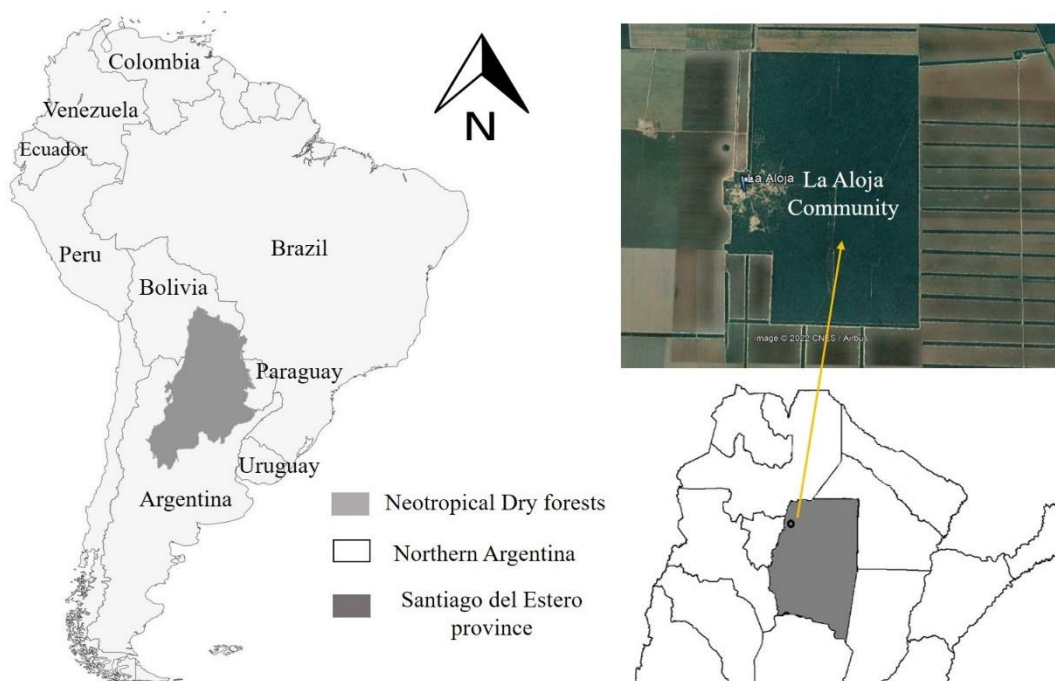 Colombia
Venezuela
Ecuador
Peru
Brazil
Bolivia
Paraguay
Uruguay
Argentina
N
Neotropical Dry forests
Northern Argentina
Santiago del Estero
province
La Aloja
La Aloja
Community
Image © 2022 CNES / Airbus